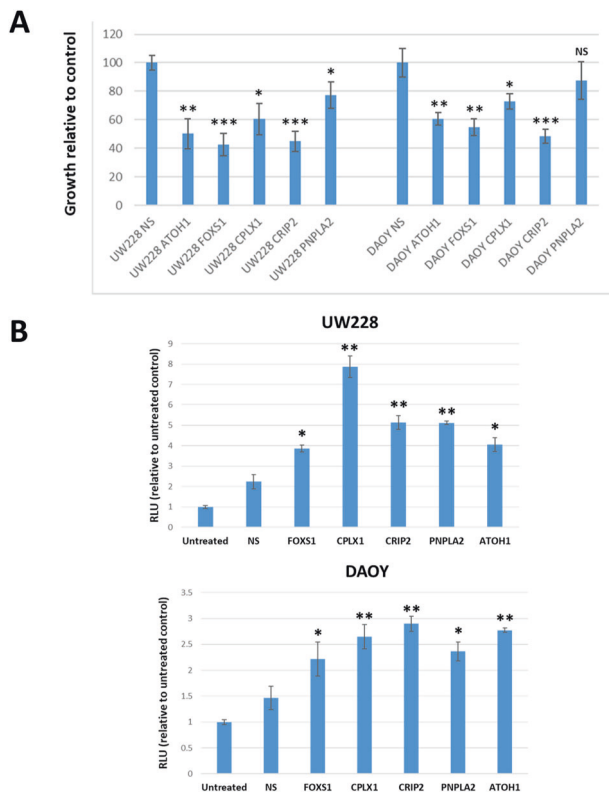 A
Growth relative to control
120
100
80
60
40
20
0
** *** * *** * ** ** * *** NS
UW228 NS UW228 ATOH1 UW228 FOXS1 UW228 CPLX1 UW228 CRIP2 UW228 PNPLA2 DAOY NS DAOY ATOH1 DAOY FOXS1 DAOY CPLX1 DAOY CRIP2 DAOY PNPLA2
B
UW228
RLU (relative to untreated control)
9
8
7
6
5
4
3
2
1
0
* ** ** ** *
Untreated NS FOXS1 CPLX1 CRIP2 PNPLA2 ATOH1
DAOY
RLU (relative to untreated control)
3.5
3
2.5
2
1.5
1
0.5
0
* ** ** * **
Untreated NS FOXS1 CPLX1 CRIP2 PNPLA2 ATOH1